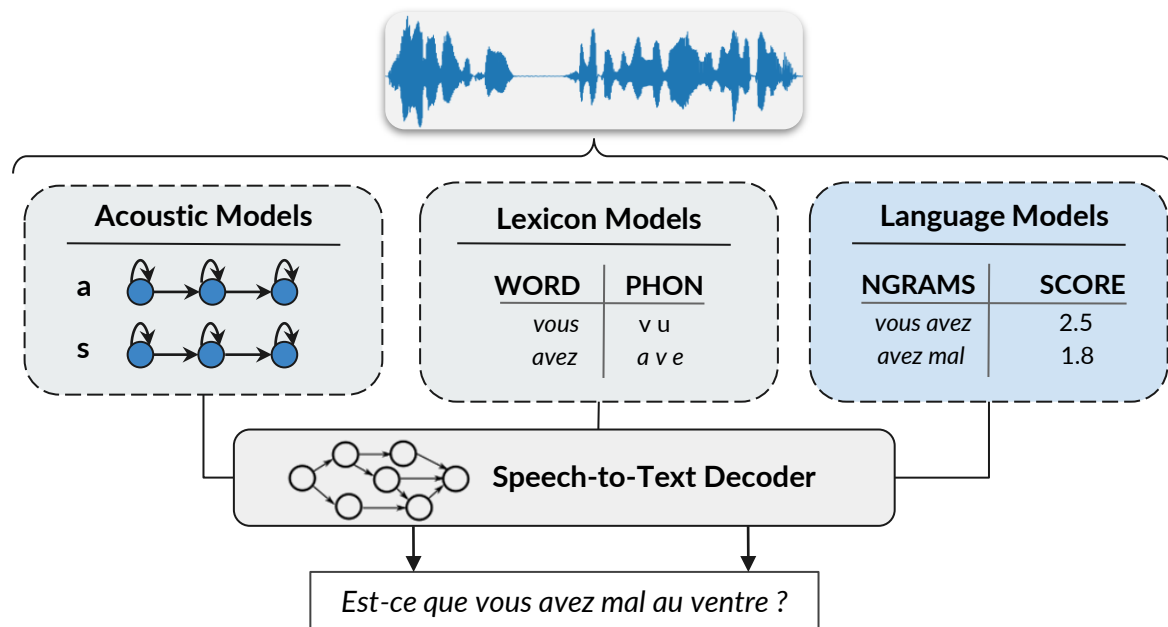 Acoustic Models
a
s
Lexicon Models
WORD PHON
vous v u
avez a v e
Language Models
NGRAMS SCORE
vous avez 2.5
avez mal 1.8
Speech-to-Text Decoder
Est-ce que vous avez mal au ventre ?